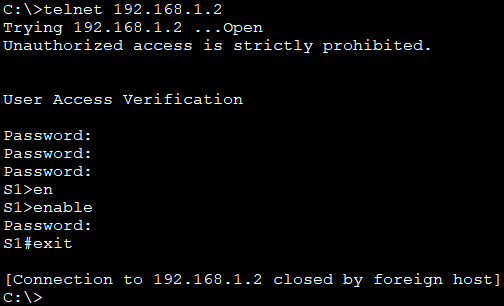 C:\>telnet 192.168.1.2
Trying 192.168.1.2 ...Open
Unauthorized access is strictly prohibited.
User Access Verification
Password:
Password:
Password:
S1>en
S1>enable
Password:
S1#exit
[Connection to 192.168.1.2 closed by foreign host]
C:\>